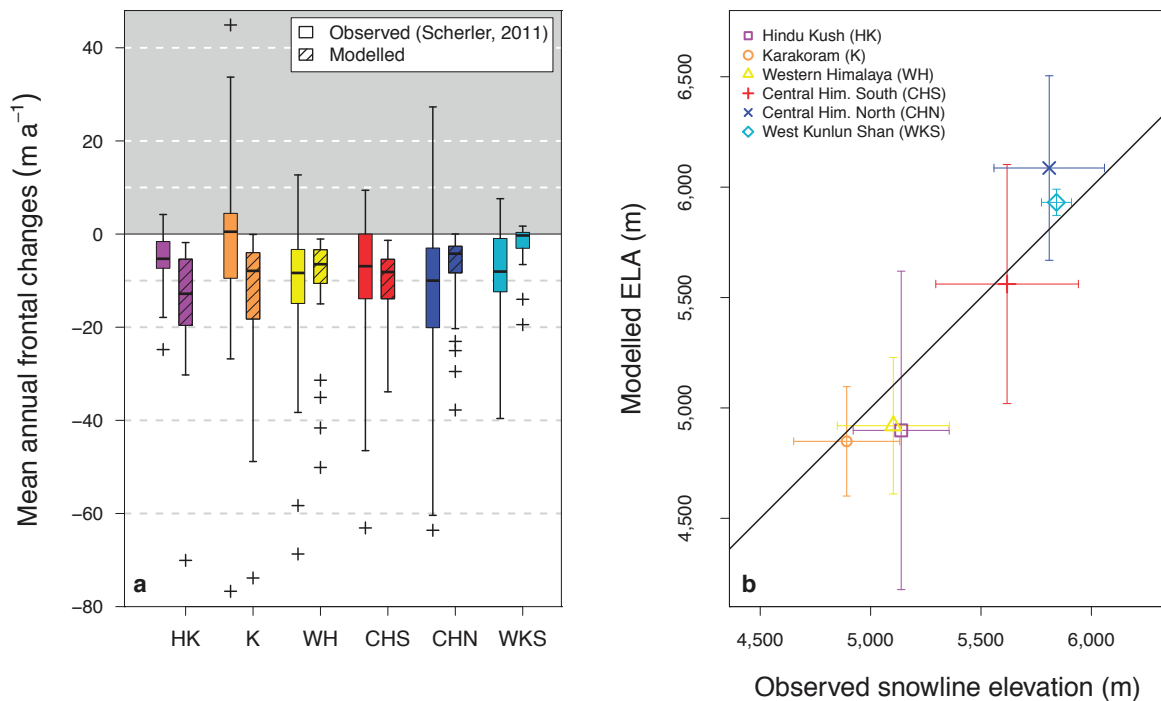 Mean annual frontal changes (m a⁻¹)
40
20
0
−20
−40
−60
−80
Observed (Scherler, 2011)
Modelled
a
HK
K
WH
CHS
CHN
WKS
Modelled ELA (m)
6,500
6,000
5,500
5,000
4,500
Hindu Kush (HK)
Karakoram (K)
Western Himalaya (WH)
Central Him. South (CHS)
Central Him. North (CHN)
West Kunlun Shan (WKS)
b
4,500
5,000
5,500
6,000
Observed snowline elevation (m)